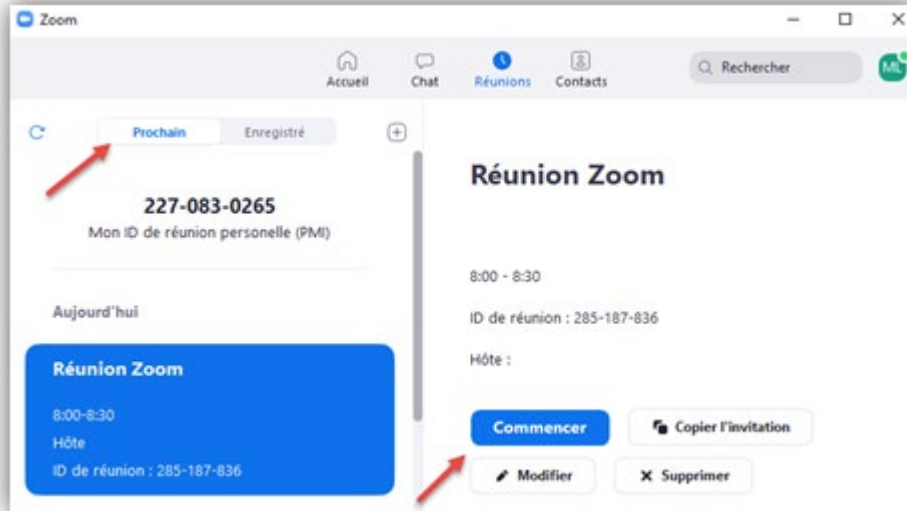 Zoom
Accueil
Chat
Réunions
Contacts
Rechercher
ML
Prochain
Enregistré
227-083-0265
Mon ID de réunion personelle (PMI)
Aujourd'hui
Réunion Zoom
8:00-8:30
Hôte
ID de réunion : 285-187-836
Réunion Zoom
8:00 - 8:30
ID de réunion : 285-187-836
Hôte :
Commencer
Copier l'invitation
Modifier
Supprimer